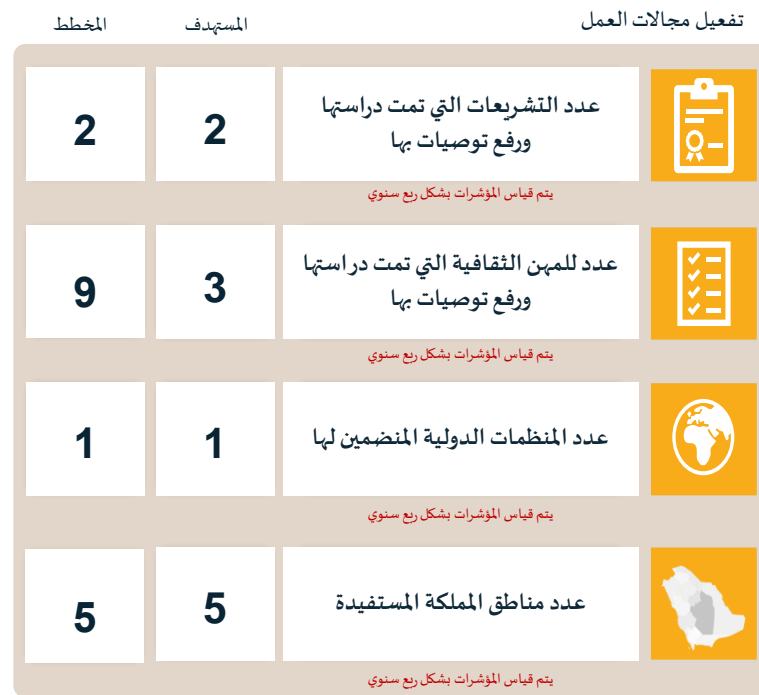 تفعيل مجالات العمل
المستهدف
المخطط
عدد التشريعات التي تمت دراستها
ورفع توصيات بها
2
2
يتم قياس المؤشرات بشكل ربع سنوي
عدد للمهن الثقافية التي تمت دراستها
ورفع توصيات بها
3
9
يتم قياس المؤشرات بشكل ربع سنوي
عدد المنظمات الدولية المنضمين لها
1
1
يتم قياس المؤشرات بشكل ربع سنوي
عدد مناطق المملكة المستفيدة
5
5
يتم قياس المؤشرات بشكل ربع سنوي